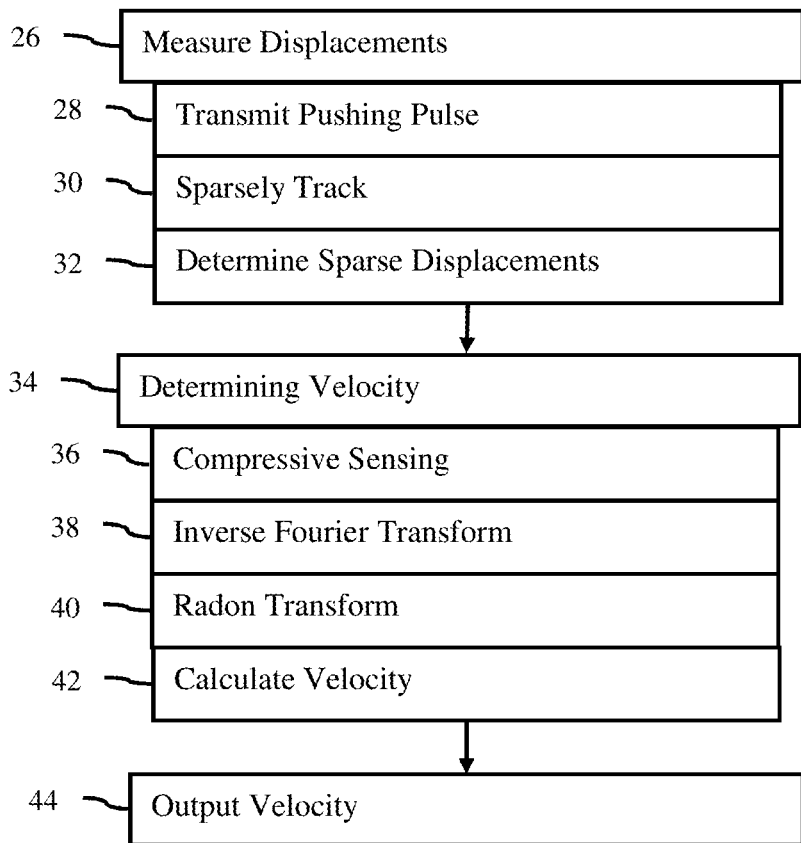 26 Measure Displacements
28 Transmit Pushing Pulse
30 Sparsely Track
32 Determine Sparse Displacements
34 Determining Velocity
36 Compressive Sensing
38 Inverse Fourier Transform
40 Radon Transform
42 Calculate Velocity
44 Output Velocity